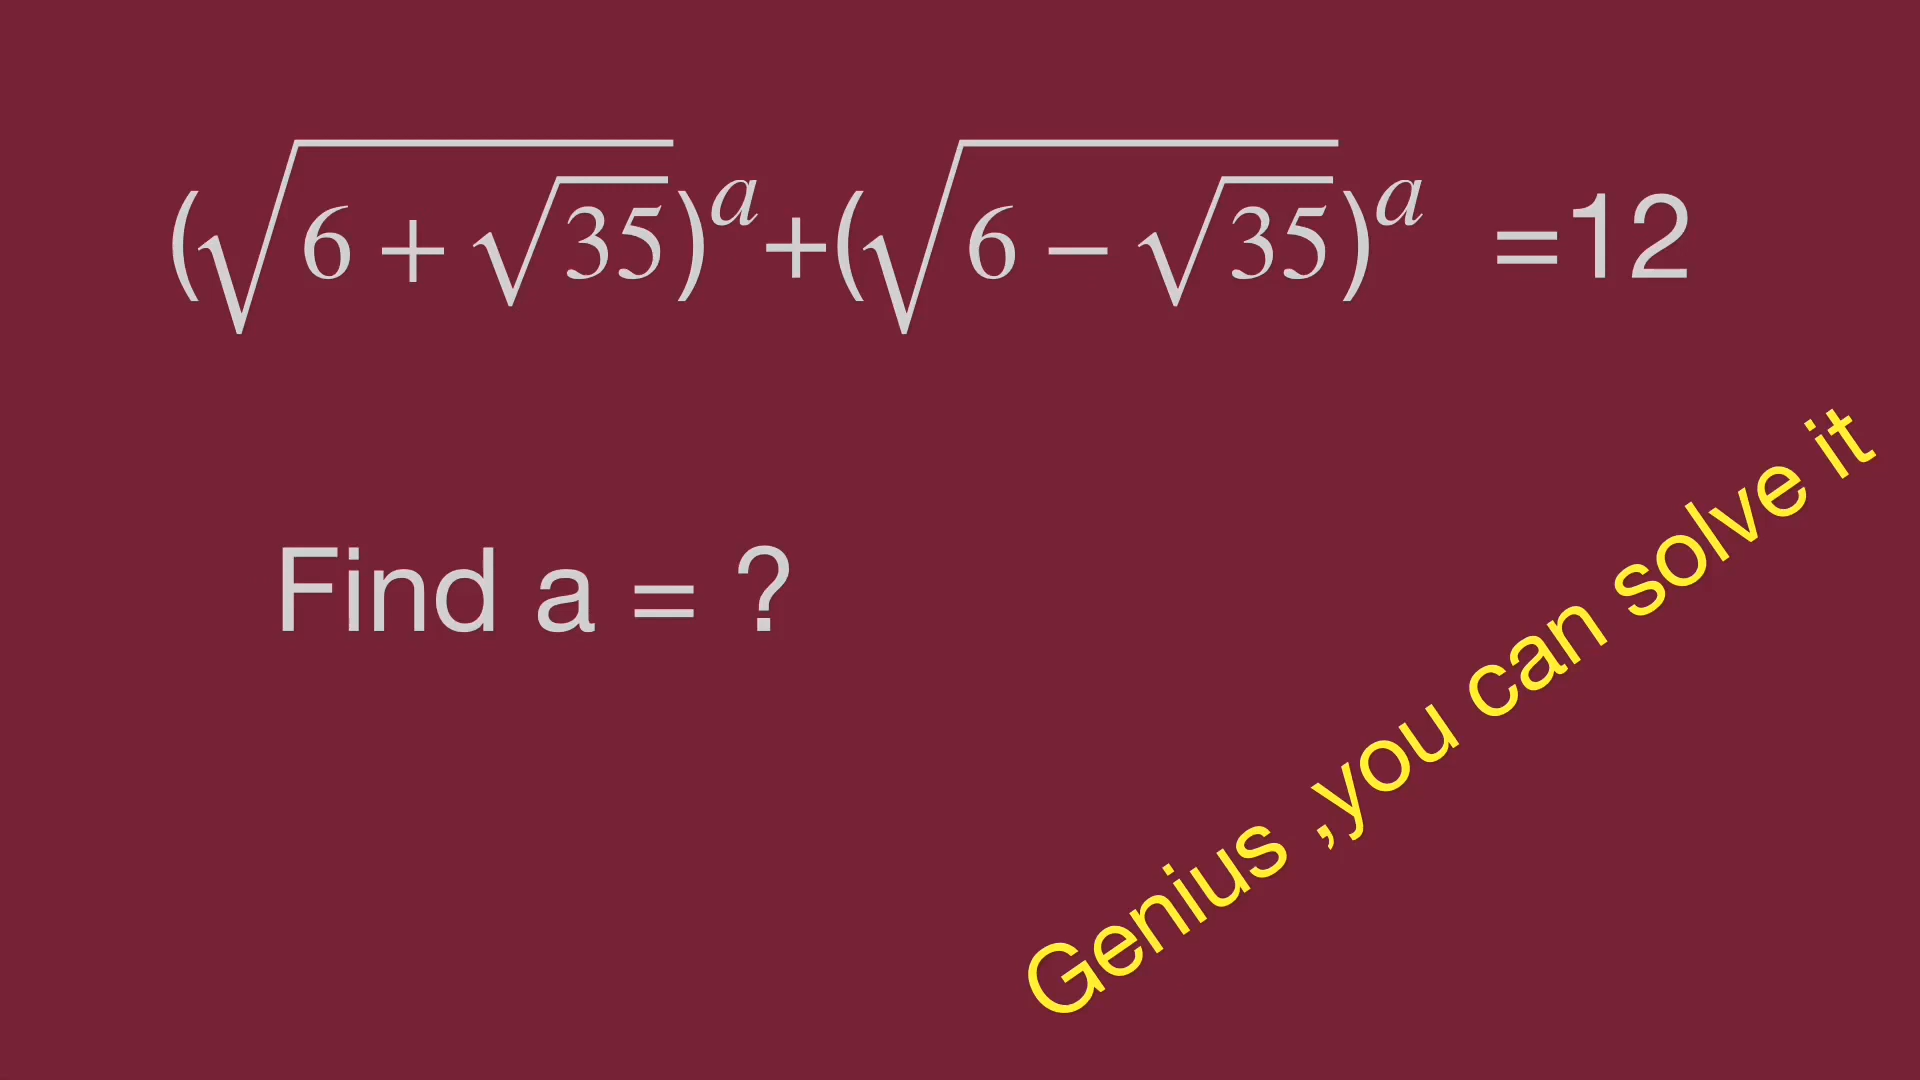 (√(6 + √35))ᵃ+(√(6 − √35))ᵃ =12
Find a = ?
Genius ,you can solve it